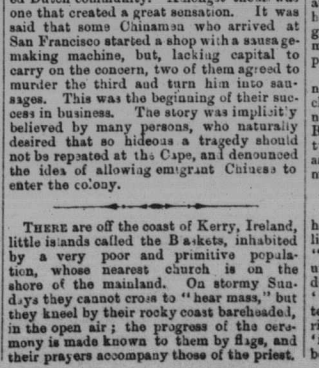 ed Dutch community.
one that created a great sensation. It was
said that some Chinaman who arrived at
San Francisco started a shop with a sausage-
making machine, but, lacking capital to
carry on the concern, two of them agreed to
murder the third and turn him into sau-
sages. This was the beginning of their suc-
cess in business. The story was implicitly
believed by many persons, who naturally
desired that so hideous a tragedy should
not be repeated at the Cape, and denounced
the idea of allowing emigrant Chinese to
enter the colony.
THERE are off the coast of Kerry, Ireland,
little islands called the Baskets, inhabited
by a very poor and primitive popula-
tion, whose nearest church is on the
shore of the mainland. On stormy Sun-
days they cannot cross to "hear mass," but
they kneel by their rocky coast bareheaded,
in the open air; the progress of the cere-
mony is made known to them by flags, and
their prayers accompany those of the priest.